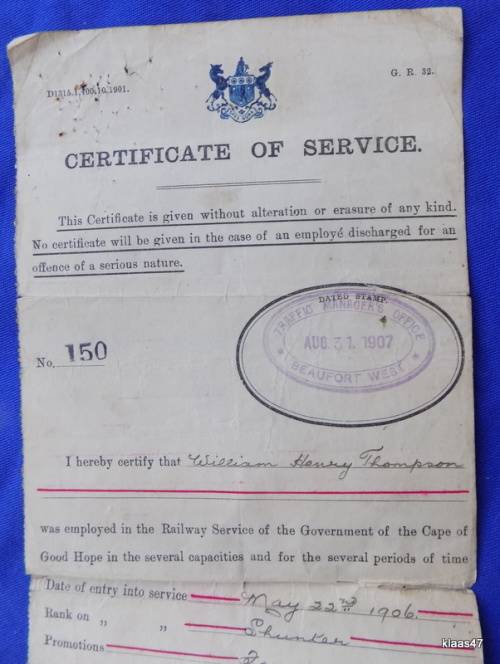 D1315.1,100,10.1901.
G. R. 32.
CERTIFICATE OF SERVICE.
This Certificate is given without alteration or erasure of any kind.
No certificate will be given in the case of an employé discharged for an
offence of a serious nature.
DATED STAMP.
TRAFFIC MANAGER'S OFFICE
AUG. 31. 1907
BEAUFORT WEST
No. 150
I hereby certify that William Henry Thompson
was employed in the Railway Service of the Government of the Cape of
Good Hope in the several capacities and for the several periods of time
Date of entry into service May 22nd 1906.
Rank on „ „ Shunter
Promotions
klaas47